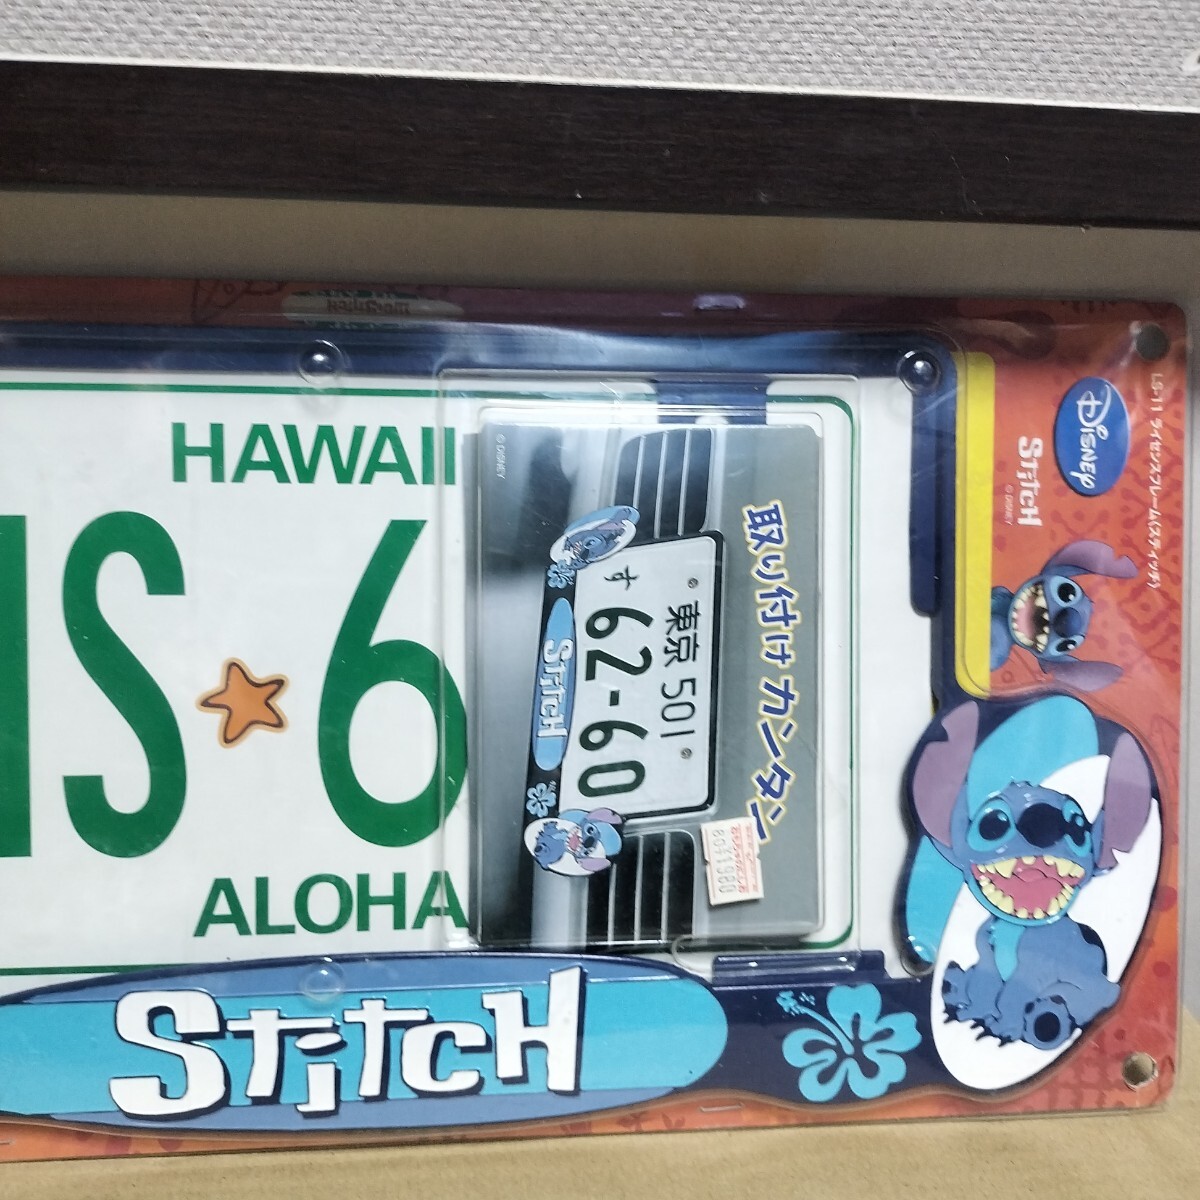 HAWAII
IS★6
ALOHA
Stitch
© DISNEY
取り付けカンタン
東京 501
す 62-60
Stitch
Disney
Stitch
© DISNEY
LS-11 ライセンスフレーム(スティッチ)